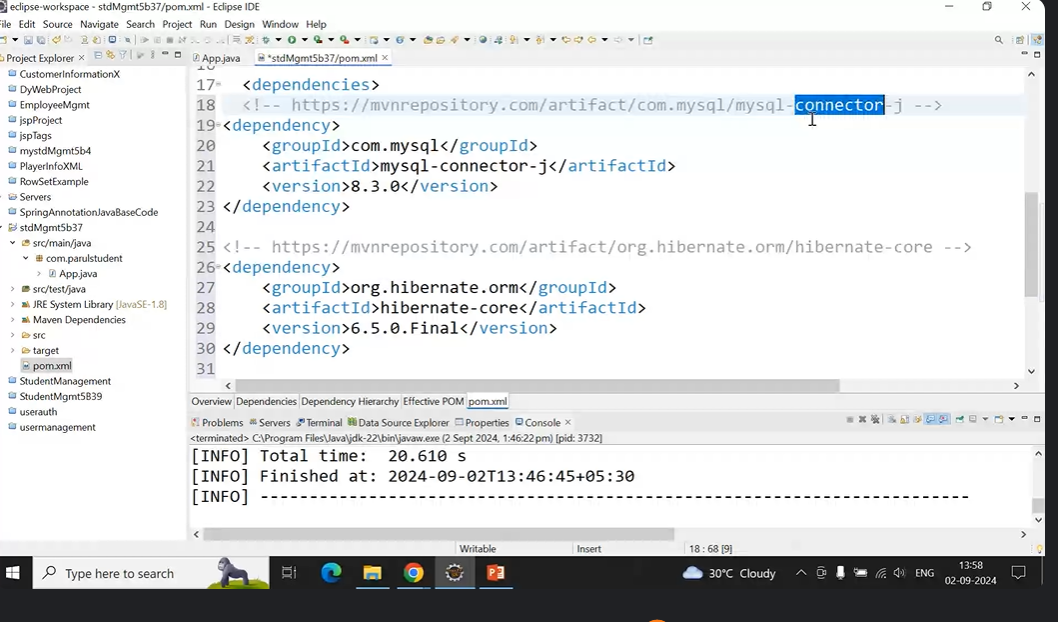 eclipse-workspace - stdMgmt5b37/pom.xml - Eclipse IDE
File Edit Source Navigate Search Project Run Design Window Help
Project Explorer
App.java
*stdMgmt5b37/pom.xml
CustomerInformationX
DyWebProject
EmployeeMgmt
jspProject
jspTags
mystdMgmt5b4
PlayerInfoXML
RowSetExample
Servers
SpringAnnotationJavaBaseCode
stdMgmt5b37
src/main/java
com.parulstudent
App.java
src/test/java
JRE System Library [JavaSE-1.8]
Maven Dependencies
src
target
pom.xml
StudentManagement
StudentMgmt5B39
userauth
usermanagement
17 <dependencies>
18 <!-- https://mvnrepository.com/artifact/com.mysql/mysql-connector-j -->
19 <dependency>
20 <groupId>com.mysql</groupId>
21 <artifactId>mysql-connector-j</artifactId>
22 <version>8.3.0</version>
23 </dependency>
24
25 <!-- https://mvnrepository.com/artifact/org.hibernate.orm/hibernate-core -->
26 <dependency>
27 <groupId>org.hibernate.orm</groupId>
28 <artifactId>hibernate-core</artifactId>
29 <version>6.5.0.Final</version>
30 </dependency>
31
Overview Dependencies Dependency Hierarchy Effective POM pom.xml
Problems Servers Terminal Data Source Explorer Properties Console
<terminated> C:\Program Files\Java\jdk-22\bin\javaw.exe (2 Sept 2024, 1:46:22 pm) [pid: 3732]
[INFO] Total time:  20.610 s
[INFO] Finished at: 2024-09-02T13:46:45+05:30
[INFO] ------------------------------------------------------------------------
Writable Insert 18 : 68 [9]
Type here to search
30°C Cloudy
ENG
13:58
02-09-2024